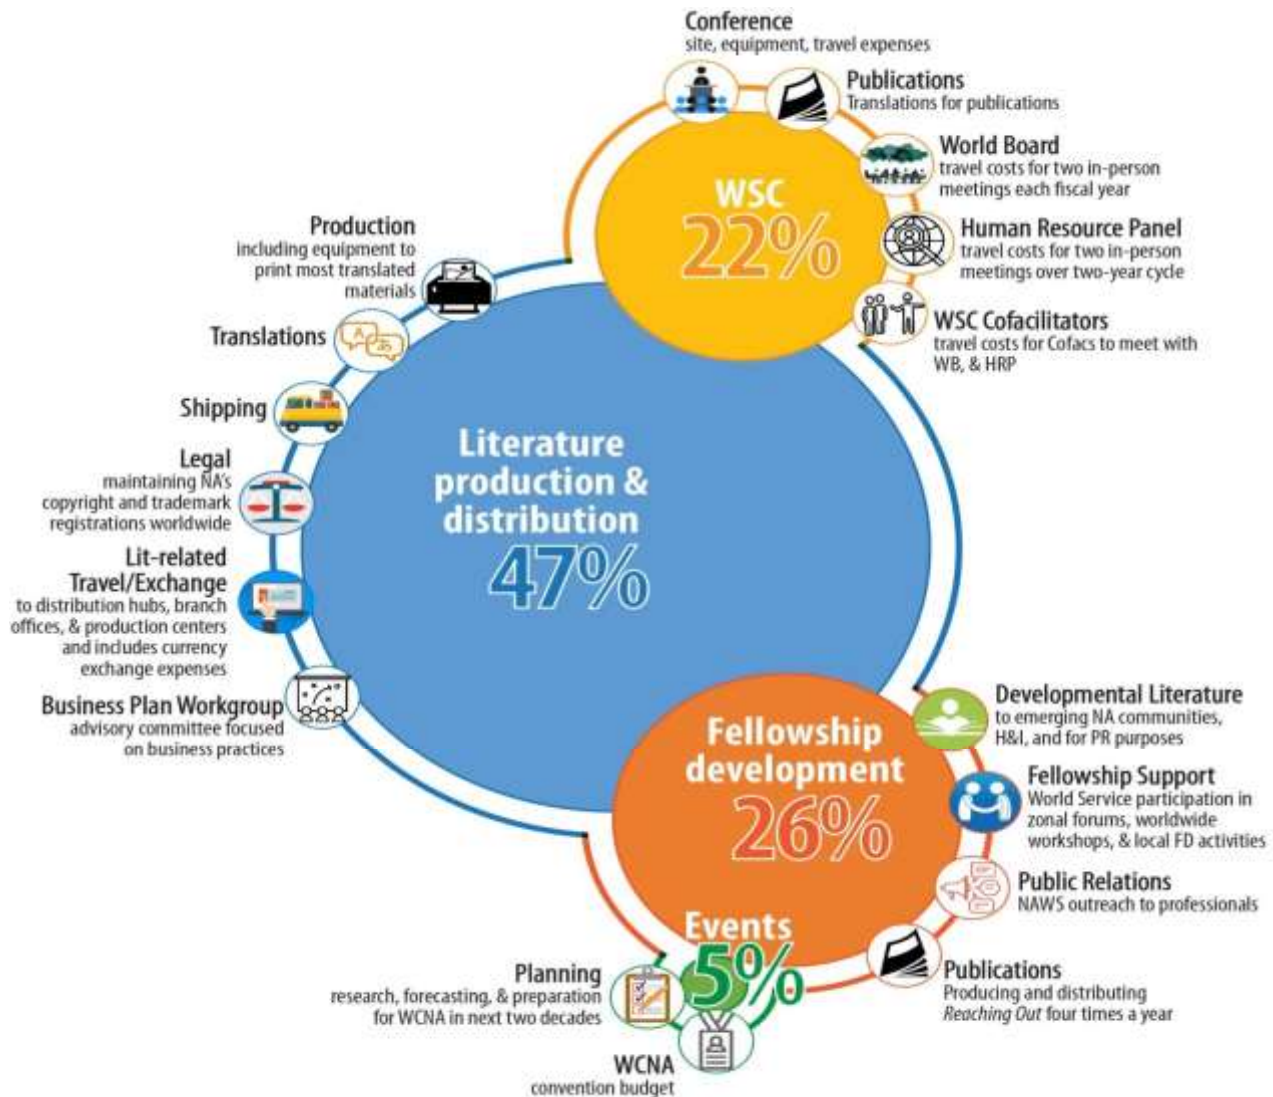 Conference
site, equipment, travel expenses
Publications
Translations for publications
World Board
travel costs for two in-person
meetings each fiscal year
Human Resource Panel
travel costs for two in-person
meetings over two-year cycle
WSC Cofacilitators
travel costs for Cofacs to meet with
WB, & HRP
WSC
22%
Production
including equipment to
print most translated
materials
Translations
Shipping
Legal
maintaining NA's
copyright and trademark
registrations worldwide
Lit-related
Travel/Exchange
to distribution hubs, branch
offices, & production centers
and includes currency
exchange expenses
Business Plan Workgroup
advisory committee focused
on business practices
Literature
production &
distribution
47%
Fellowship
development
26%
Developmental Literature
to emerging NA communities,
H&I, and for PR purposes
Fellowship Support
World Service participation in
zonal forums, worldwide
workshops, & local FD activities
Public Relations
NAWS outreach to professionals
Publications
Producing and distributing
Reaching Out four times a year
Events
5%
Planning
research, forecasting, & preparation
for WCNA in next two decades
WCNA
convention budget